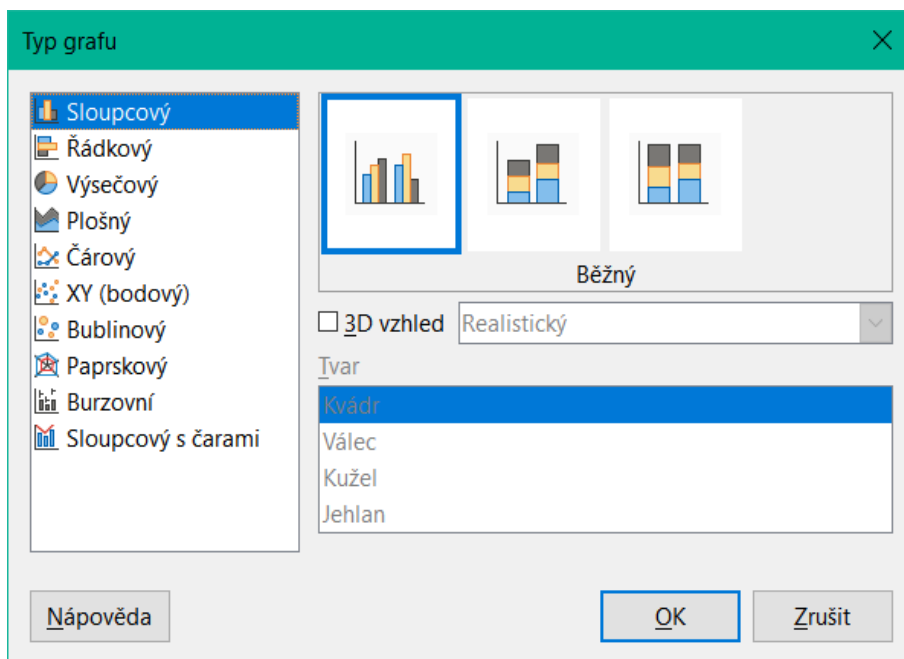 Typ grafu
Sloupcový
Řádkový
Výsečový
Plošný
Čárový
XY (bodový)
Bublinový
Paprskový
Burzovní
Sloupcový s čarami
Běžný
3D vzhled
Realistický
Tvar
Kvádr
Válec
Kužel
Jehlan
Nápověda
OK
Zrušit